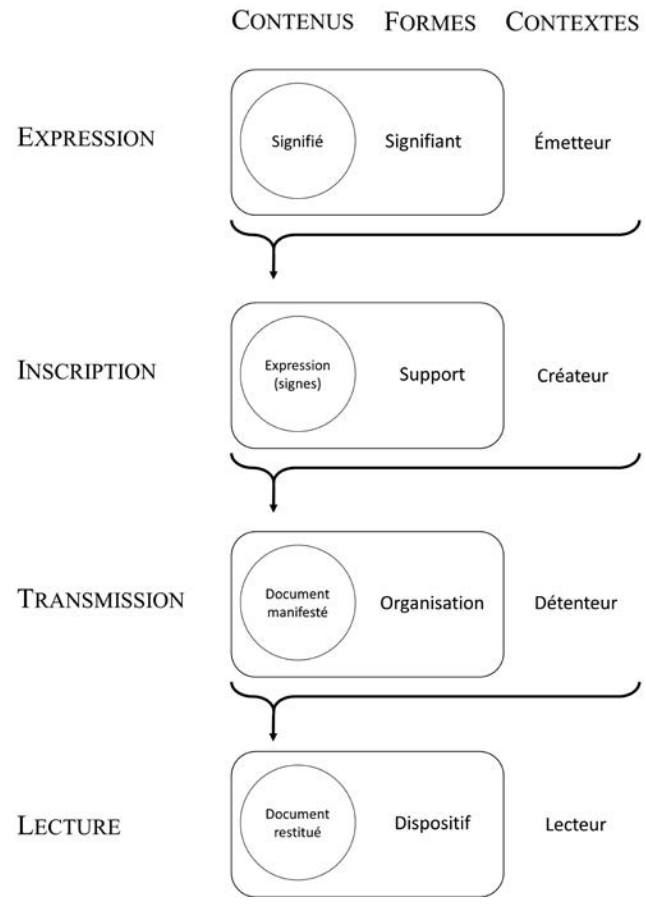 CONTENUS FORMES CONTEXTES
EXPRESSION
Signifié
Signifiant
Émetteur
INSCRIPTION
Expression
(signes)
Support
Créateur
TRANSMISSION
Document
manifesté
Organisation
Détenteur
LECTURE
Document
restitué
Dispositif
Lecteur